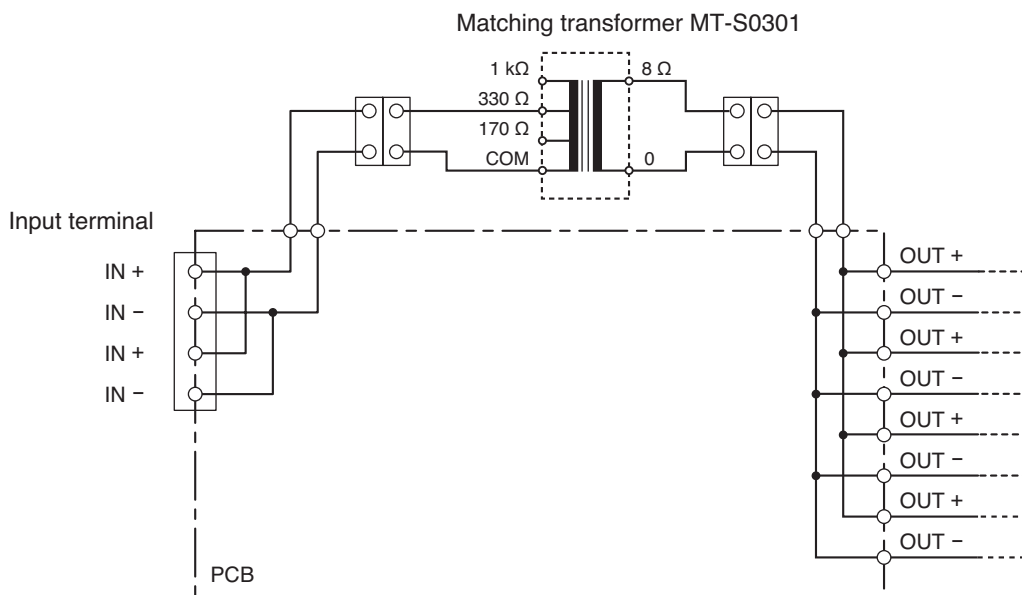 Matching transformer MT-S0301
1 kΩ
8 Ω
330 Ω
170 Ω
COM
0
Input terminal
IN +
IN −
IN +
IN −
OUT +
OUT −
OUT +
OUT −
OUT +
OUT −
OUT +
OUT −
PCB